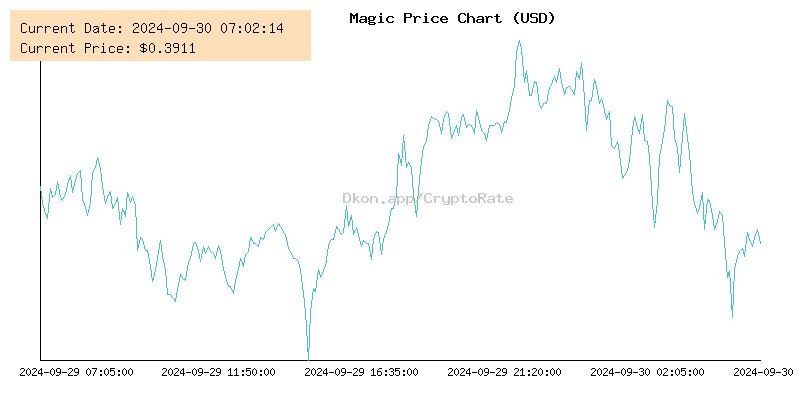 Magic Price Chart (USD)
Current Date: 2024-09-30 07:02:14
Current Price: $0.3911
Dkon.app/CryptoRate
2024-09-29 07:05:00
2024-09-29 11:50:00
2024-09-29 16:35:00
2024-09-29 21:20:00
2024-09-30 02:05:00
2024-09-30